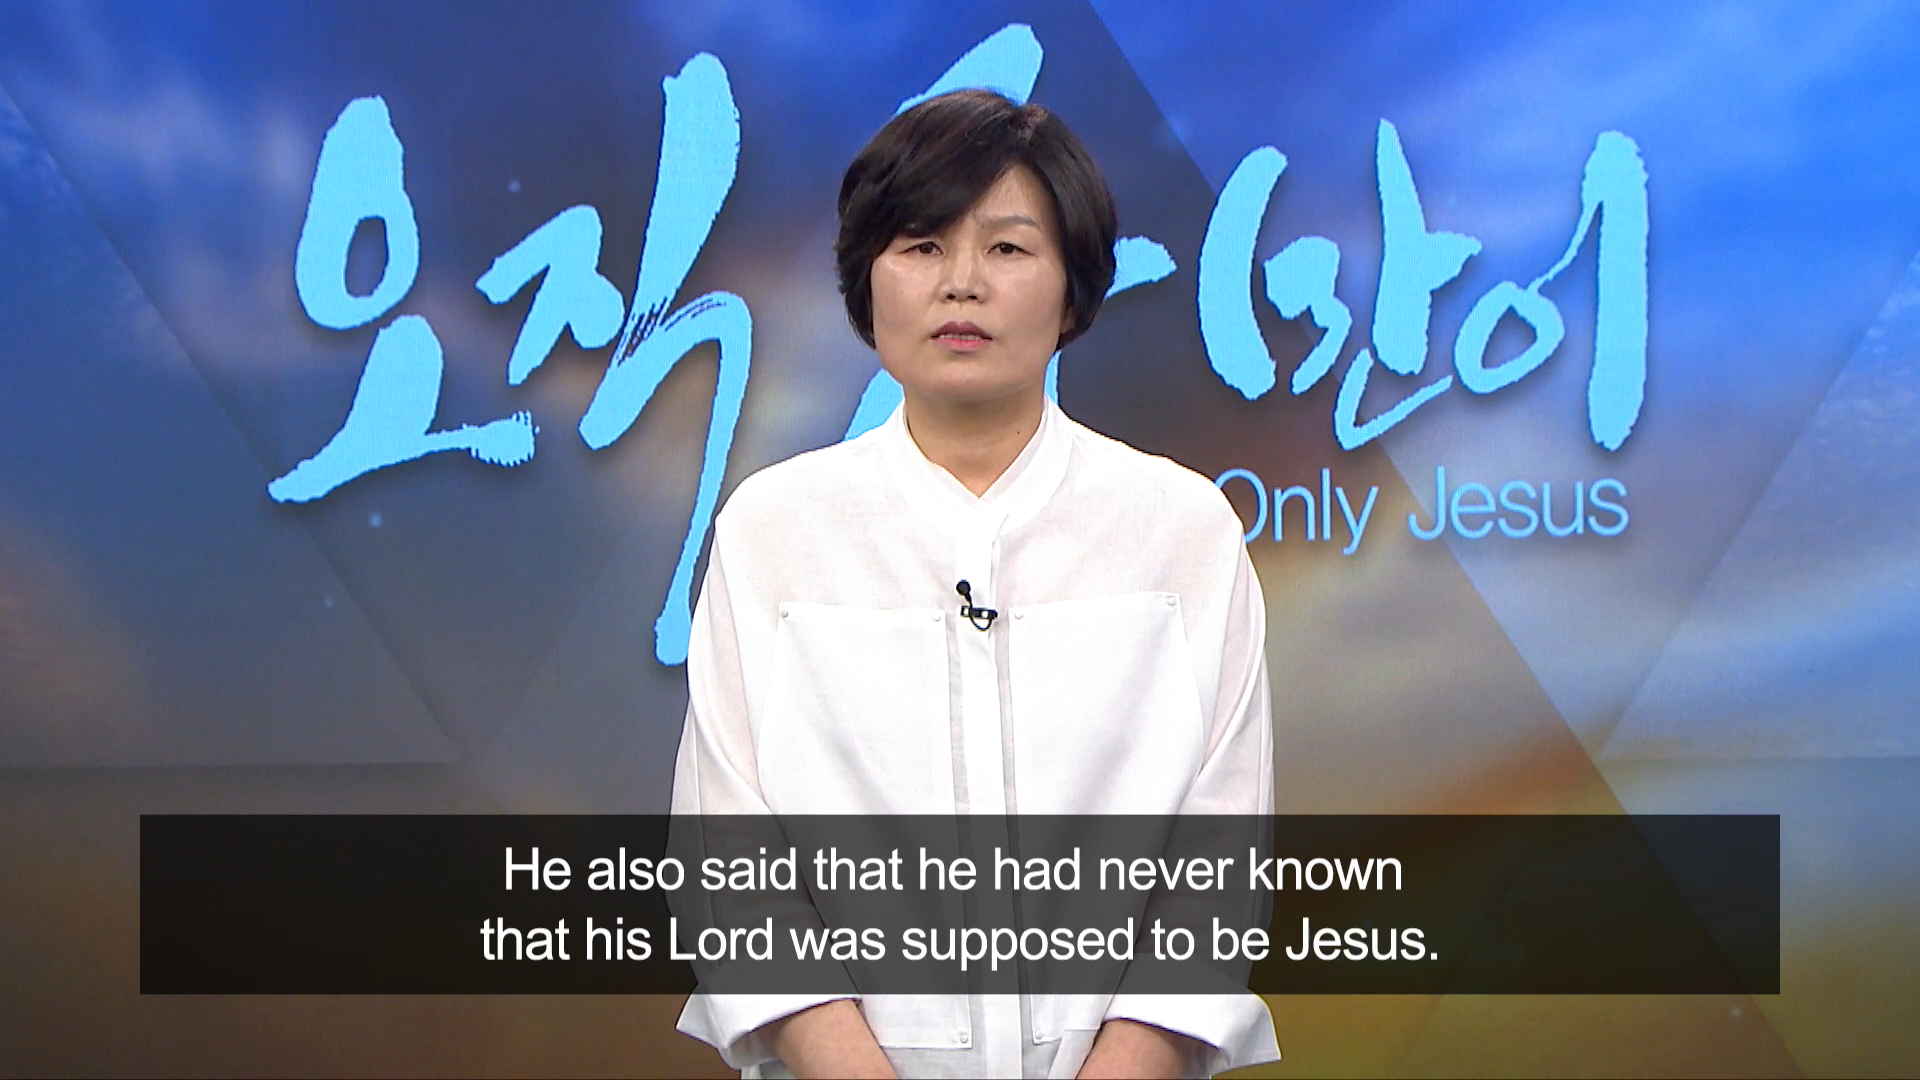 오직 주 만이
Only Jesus
He also said that he had never known
that his Lord was supposed to be Jesus.